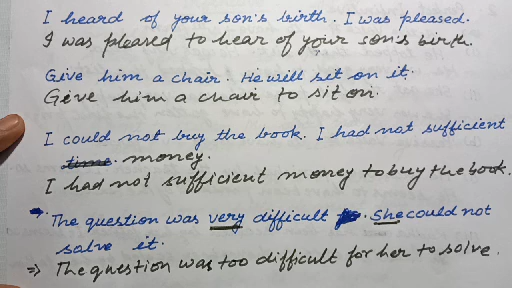 I heard of your son's birth. I was pleased.
I was pleased to hear of your son's birth.
Give him a chair. He will sit on it.
Give him a chair to sit on.
I could not buy the book. I had not sufficient
money.
I had not sufficient money to buy the book.
The question was very difficult. She could not
solve it.
⇒ The question was too difficult for her to solve.